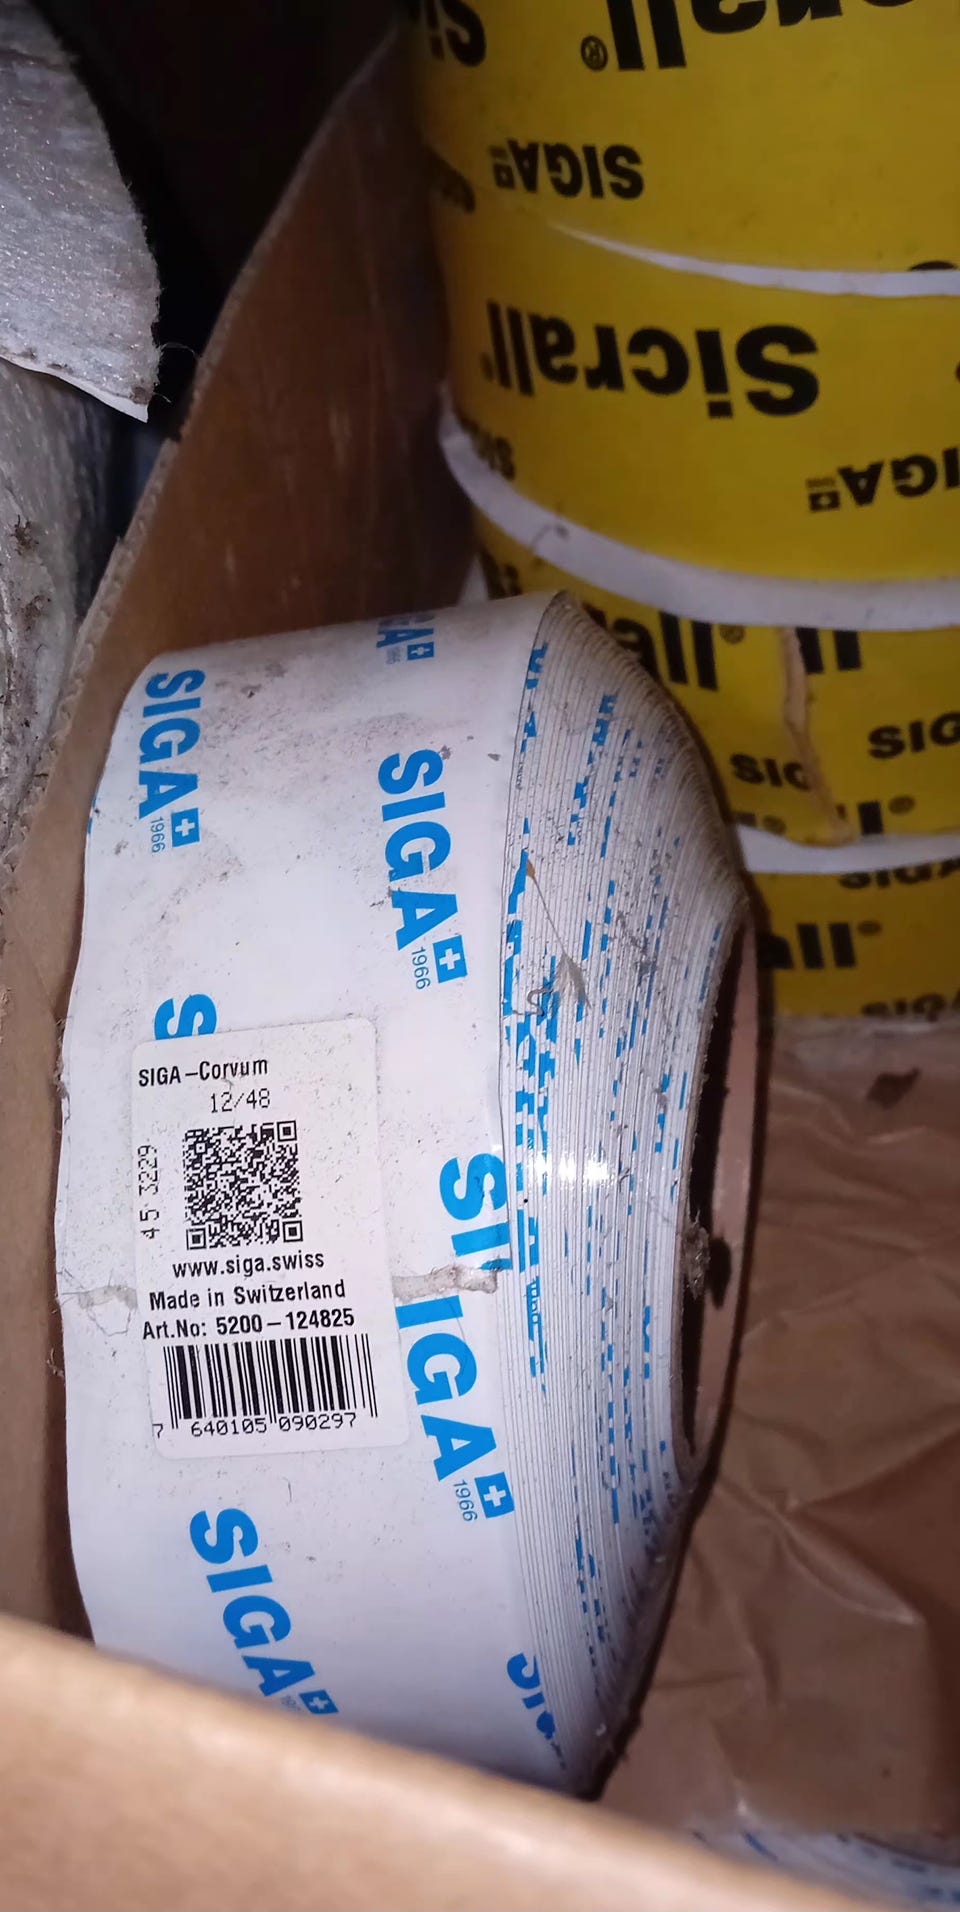 Sicrall®
SIGA
Sicrall
SIGA
SIGA
1966
SIGA
1966
SIGA-Corvum
12/48
45 3229
www.siga.swiss
Made in Switzerland
Art.No: 5200-124825
7 640105 090297
SIGA
1966
SIGA